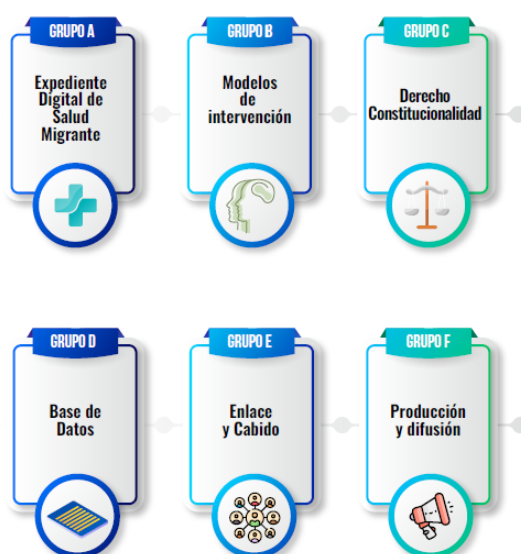 GRUPO A
Expediente
Digital de
Salud
Migrante
GRUPO B
Modelos
de
intervención
GRUPO C
Derecho
Constitucionalidad
GRUPO D
Base de
Datos
GRUPO E
Enlace
y Cabido
GRUPO F
Producción
y difusión